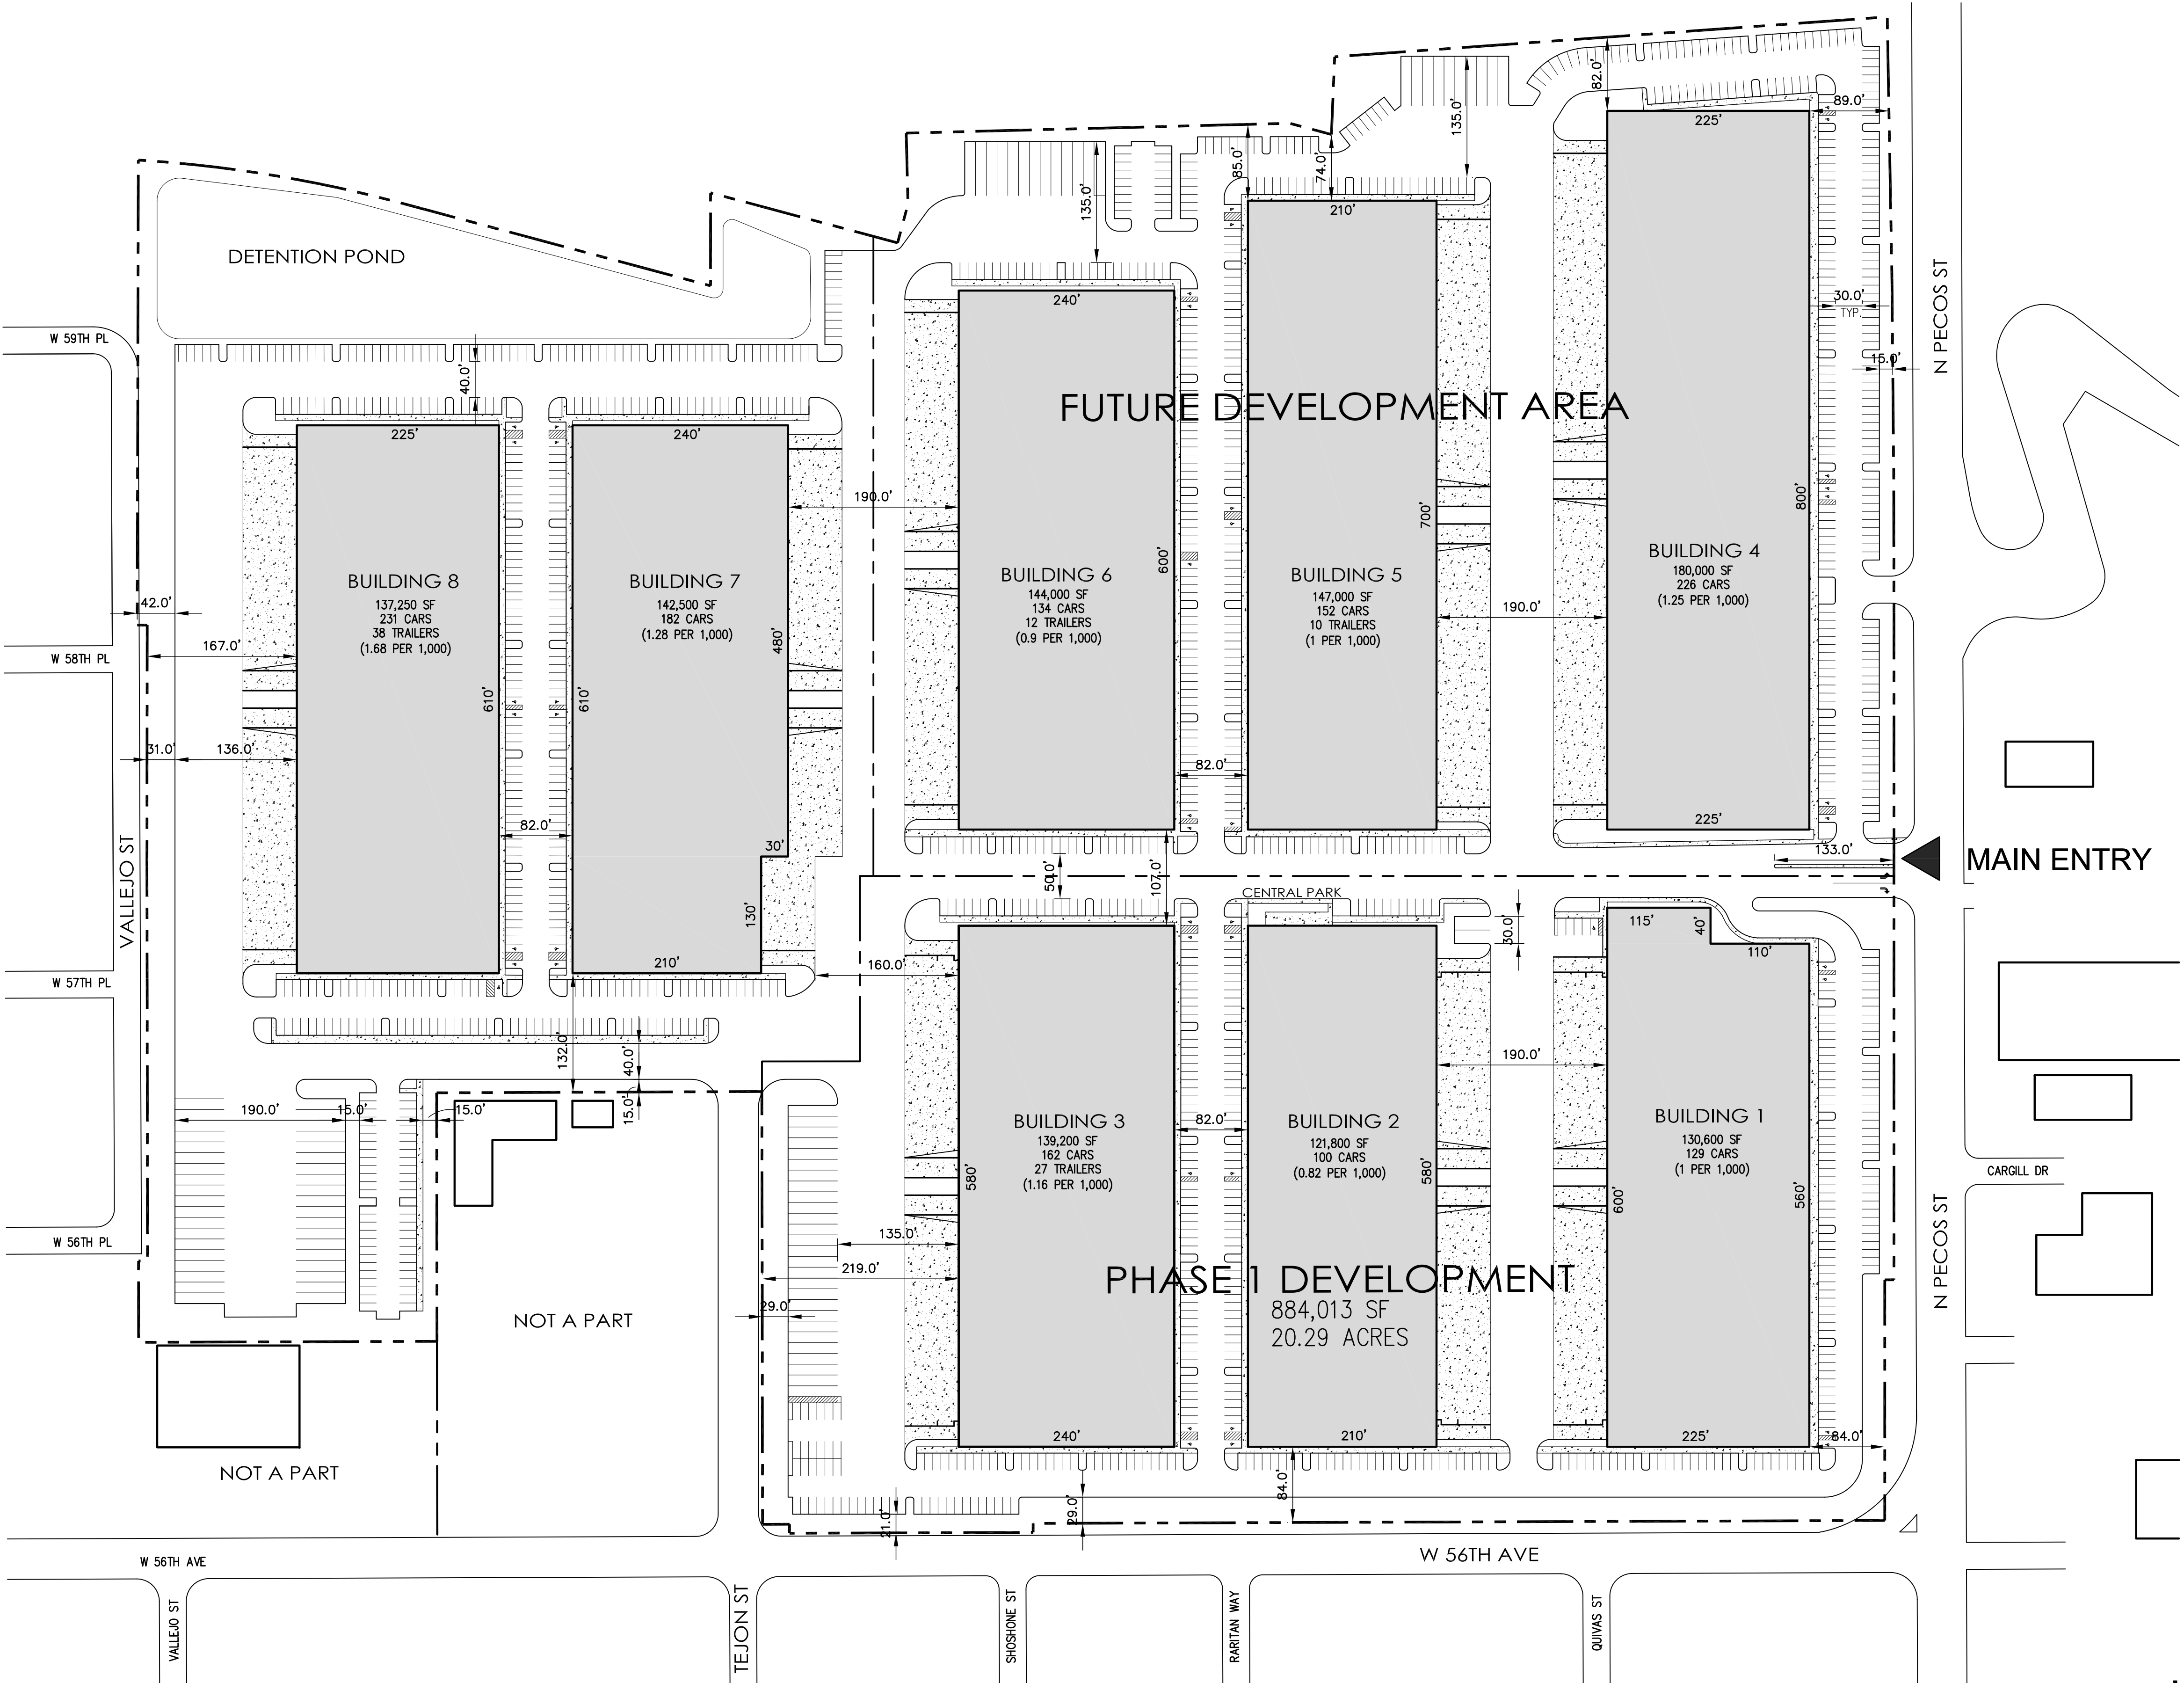 82.0'
89.0'
135.0'
225'
85.0'
74.0'
135.0'
210'
DETENTION POND
N PECOS ST
240'
30.0'
TYP.
W 59TH PL
15.0'
40.0'
FUTURE DEVELOPMENT AREA
225'
240'
190.0'
800'
700'
600'
BUILDING 8
137,250 SF
231 CARS
38 TRAILERS
(1.68 PER 1,000)
BUILDING 7
142,500 SF
182 CARS
(1.28 PER 1,000)
BUILDING 6
144,000 SF
134 CARS
12 TRAILERS
(0.9 PER 1,000)
BUILDING 5
147,000 SF
152 CARS
10 TRAILERS
(1 PER 1,000)
BUILDING 4
180,000 SF
226 CARS
(1.25 PER 1,000)
42.0'
190.0'
480'
167.0'
W 58TH PL
610'
610'
31.0'
136.0'
82.0'
82.0'
225'
30'
VALLEJO ST
133.0'
MAIN ENTRY
50.0'
107.0'
CENTRAL PARK
130'
115'
40'
30.0'
110'
210'
160.0'
W 57TH PL
132.0'
40.0'
190.0'
190.0'
15.0'
15.0'
15.0'
BUILDING 3
139,200 SF
162 CARS
27 TRAILERS
(1.16 PER 1,000)
82.0'
BUILDING 2
121,800 SF
100 CARS
(0.82 PER 1,000)
BUILDING 1
130,600 SF
129 CARS
(1 PER 1,000)
CARGILL DR
580'
580'
600'
560'
N PECOS ST
W 56TH PL
135.0'
219.0'
PHASE 1 DEVELOPMENT
884,013 SF
20.29 ACRES
29.0'
NOT A PART
240'
210'
225'
84.0'
NOT A PART
84.0'
29.0'
21.0'
W 56TH AVE
W 56TH AVE
VALLEJO ST
TEJON ST
SHOSHONE ST
RARITAN WAY
QUIVAS ST